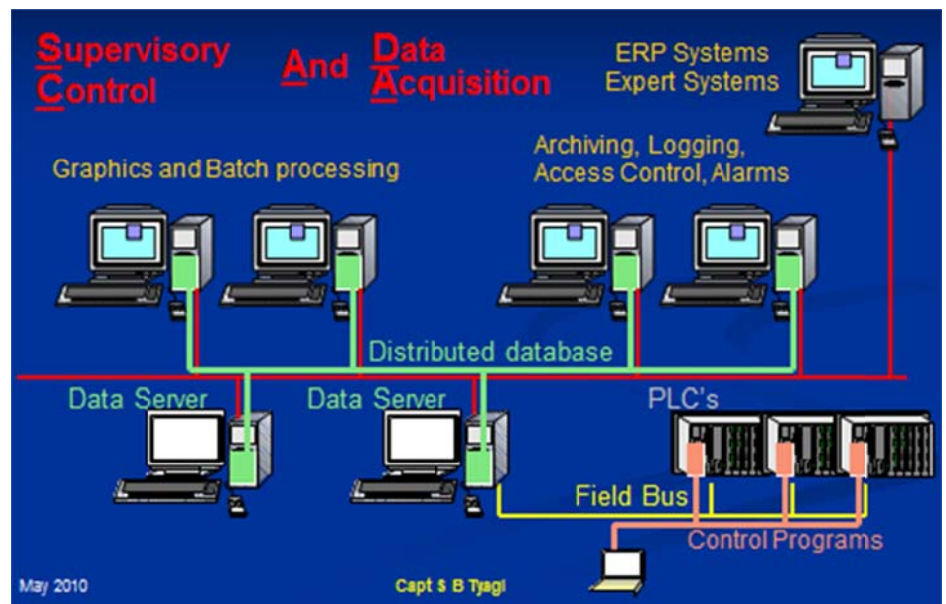 Supervisory
Control
And
Data
Acquisition
ERP Systems
Expert Systems
Graphics and Batch processing
Archiving, Logging,
Access Control, Alarms
Distributed database
Data Server
Data Server
PLC's
Field Bus
Control Programs
May 2010
Capt S B Tyagi